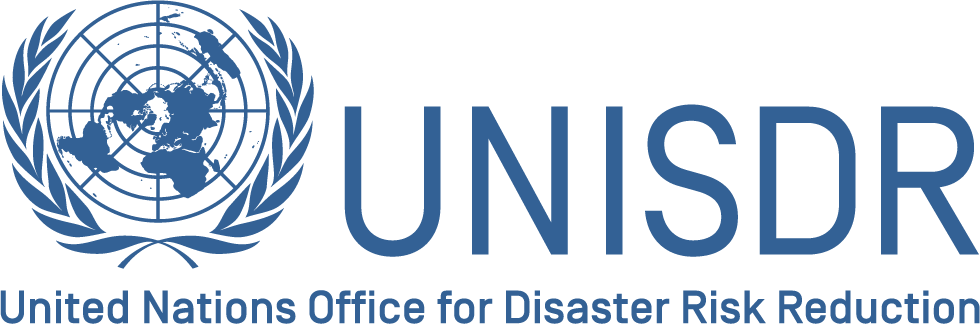 UNISDR
United Nations Office for Disaster Risk Reduction